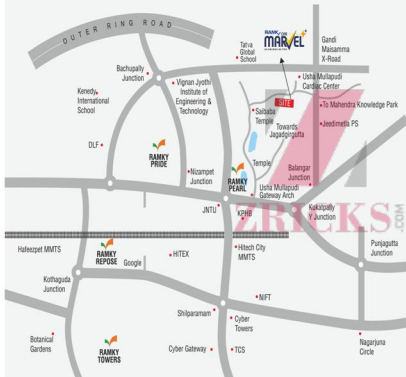 OUTER RING ROAD
Tatva
Global
School
RAMKY ONE
MARVEL
Gandi
Maisamma
X-Road
Bachupally
Junction
Vignan Jyothi
Institute of
Engineering &
Technology
Usha Mullapudi
Cardiac Center
Kenedy
International
School
SITE
To Mahendra Knowledge Park
Saibaba
Temple
Towards
Jagadgirgutta
Jeedimetla PS
DLF
RAMKY
PRIDE
Nizampet
Junction
Temple
RAMKY
PEARL
Balangar
Junction
Usha Mullapudi
Gateway Arch
JNTU
KPHB
Kukatpally
Y Junction
ZRICKS.COM
Hafeezpet MMTS
RAMKY
REPOSE
Google
HITEX
Hitech City
MMTS
Punjagutta
Junction
Kothaguda
Junction
NIFT
Shilparamam
Cyber
Towers
Botanical
Gardens
RAMKY
TOWERS
Cyber Gateway
TCS
Nagarjuna
Circle